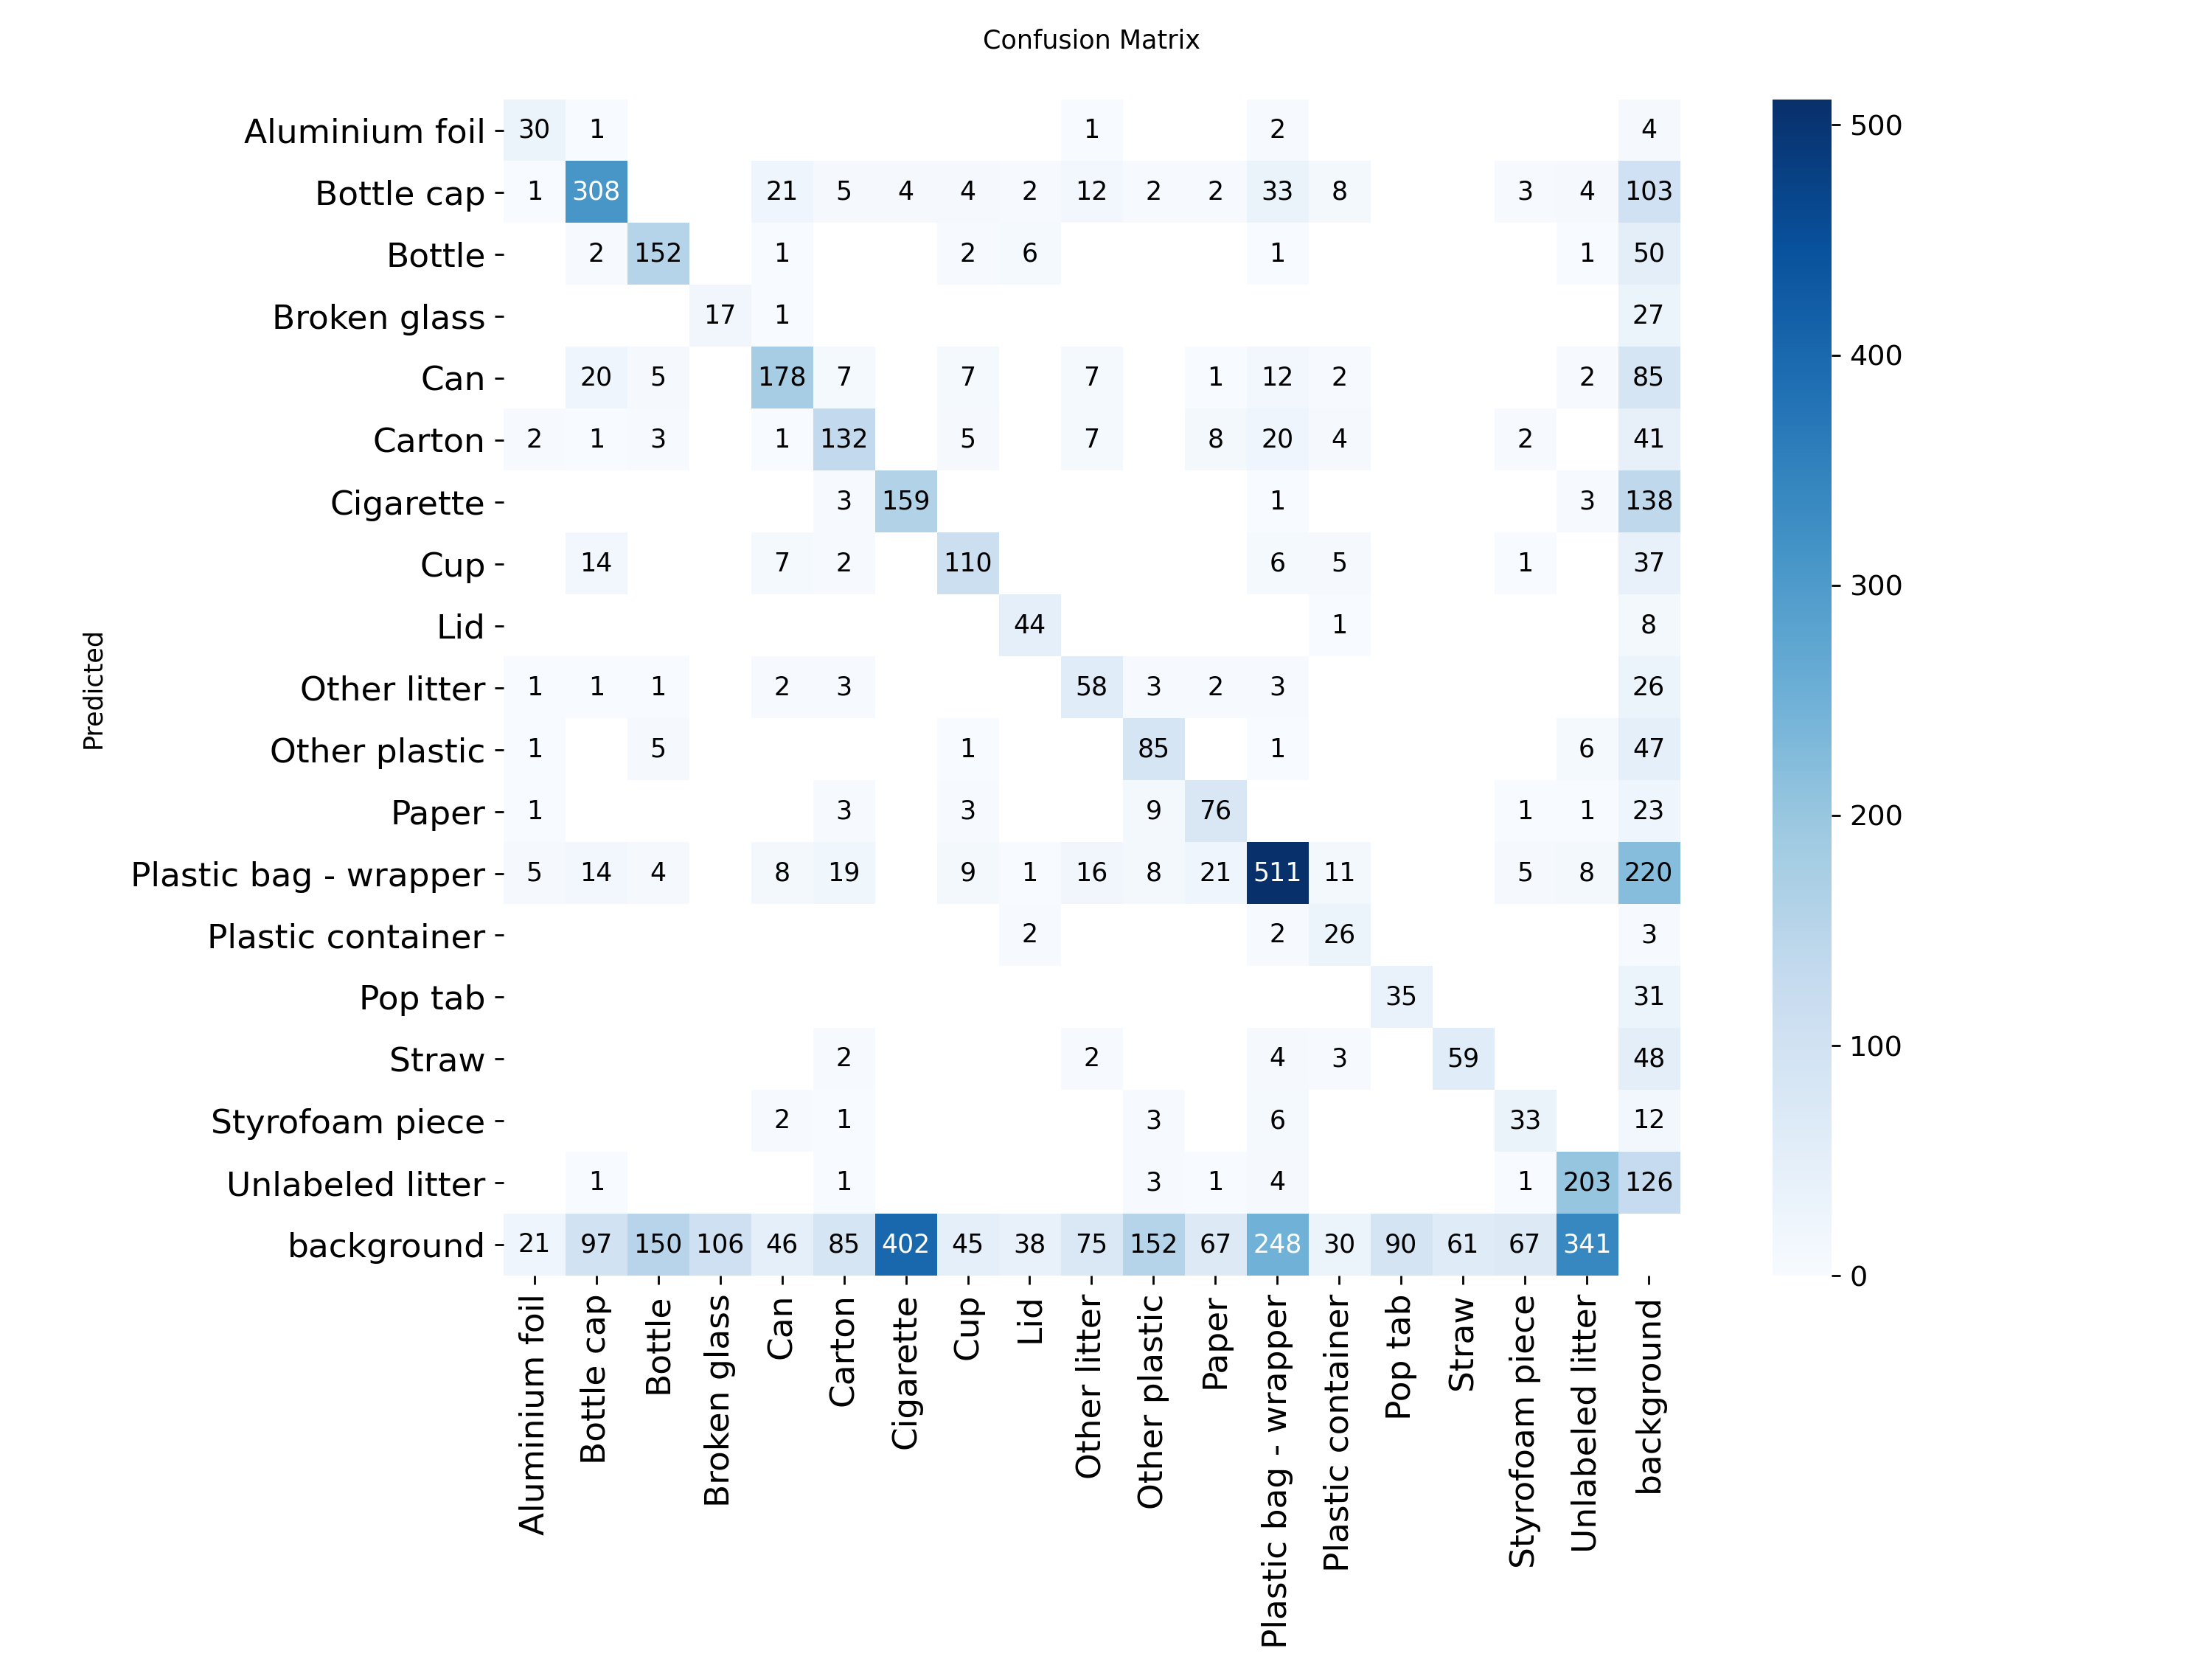 Confusion Matrix
Predicted
Aluminium foil 30 1 1 2 4
Bottle cap 1 308 21 5 4 4 2 12 2 2 33 8 3 4 103
Bottle 2 152 1 2 6 1 1 50
Broken glass 17 1 27
Can 20 5 178 7 7 7 1 12 2 2 85
Carton 2 1 3 1 132 5 7 8 20 4 2 41
Cigarette 3 159 1 3 138
Cup 14 7 2 110 6 5 1 37
Lid 44 1 8
Other litter 1 1 1 2 3 58 3 2 3 26
Other plastic 1 5 1 85 1 6 47
Paper 1 3 3 9 76 1 1 23
Plastic bag - wrapper 5 14 4 8 19 9 1 16 8 21 511 11 5 8 220
Plastic container 2 2 26 3
Pop tab 35 31
Straw 2 2 4 3 59 48
Styrofoam piece 2 1 3 6 33 12
Unlabeled litter 1 1 3 1 4 1 203 126
background 21 97 150 106 46 85 402 45 38 75 152 67 248 30 90 61 67 341
Aluminium foil
Bottle cap
Bottle
Broken glass
Can
Carton
Cigarette
Cup
Lid
Other litter
Other plastic
Paper
Plastic bag - wrapper
Plastic container
Pop tab
Straw
Styrofoam piece
Unlabeled litter
background
500
400
300
200
100
0